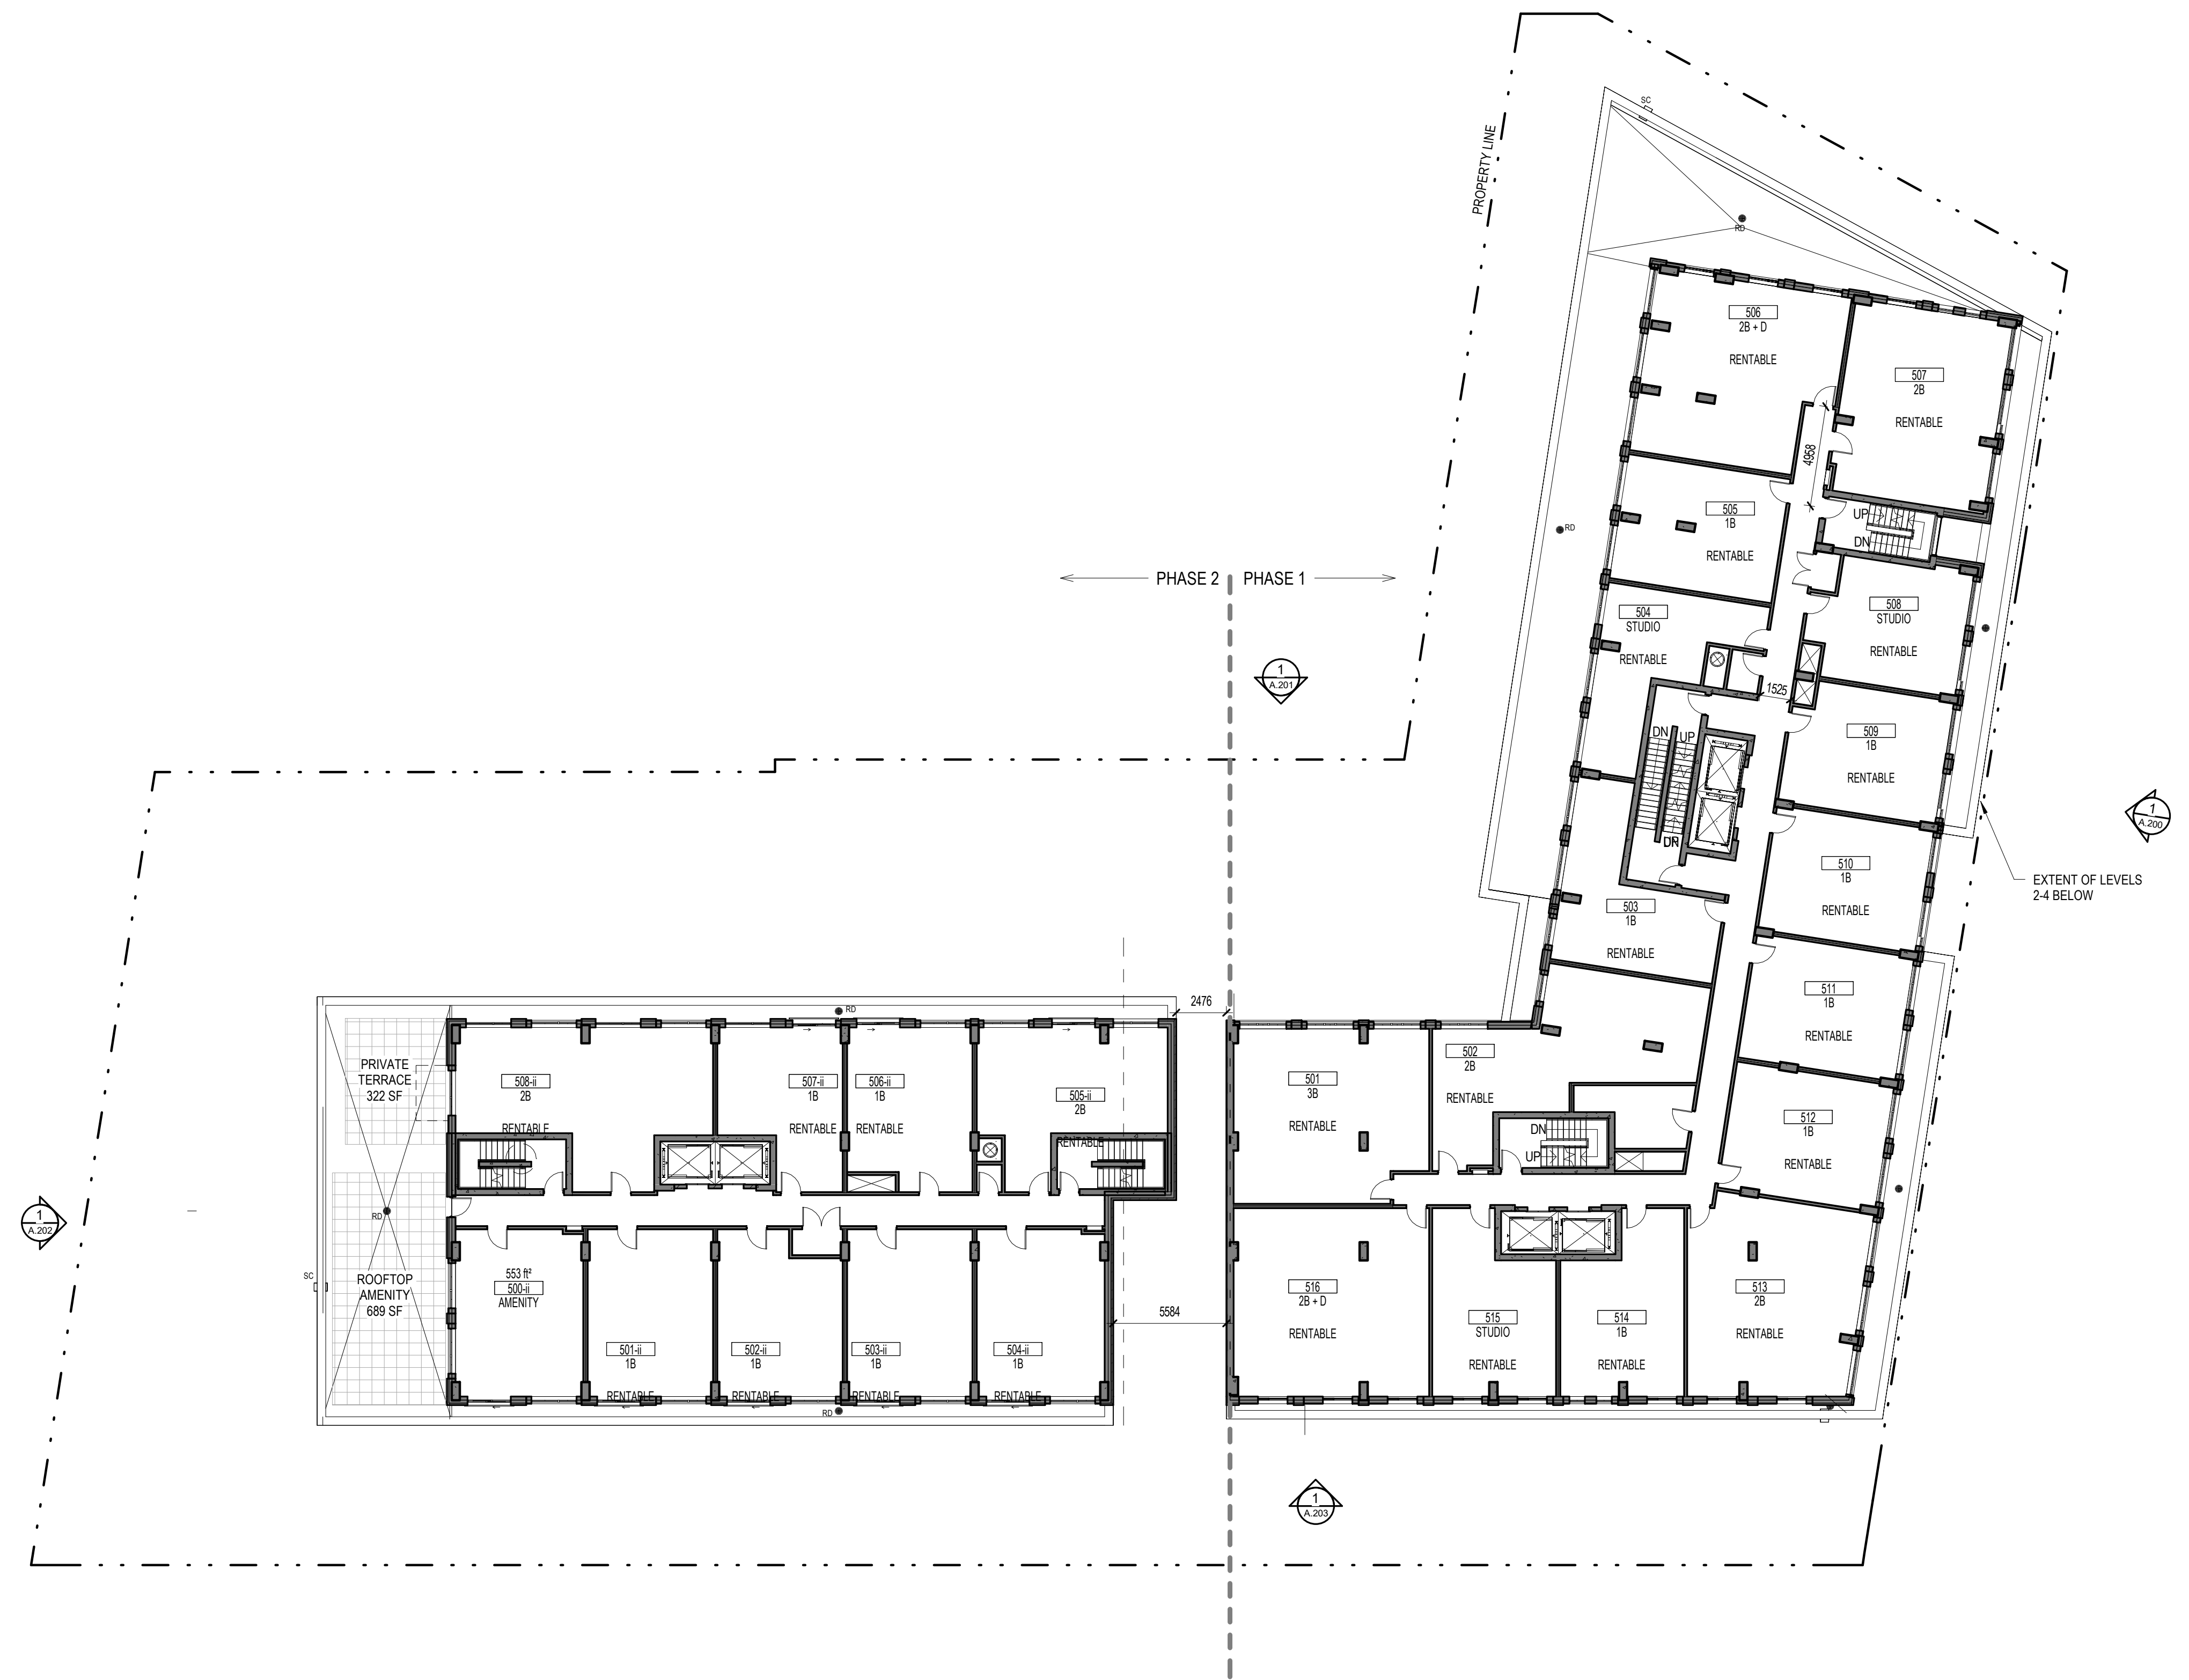 SC
PROPERTY LINE
RD
506
2B + D
RENTABLE
507
2B
RENTABLE
4958
505
1B
RENTABLE
UP
DN
RD
PHASE 2
PHASE 1
504
STUDIO
RENTABLE
508
STUDIO
RENTABLE
1
A.201
1525
DN
UP
DN
509
1B
RENTABLE
1
A.200
510
1B
RENTABLE
EXTENT OF LEVELS
2-4 BELOW
503
1B
RENTABLE
511
1B
RENTABLE
2476
RD
PRIVATE
TERRACE
322 SF
508-ii
2B
RENTABLE
507-ii
1B
RENTABLE
506-ii
1B
RENTABLE
505-ii
2B
RENTABLE
501
3B
RENTABLE
502
2B
RENTABLE
DN
UP
512
1B
RENTABLE
1
A.202
RD
SC
ROOFTOP
AMENITY
689 SF
553 ft²
500-ii
AMENITY
501-ii
1B
RENTABLE
502-ii
1B
RENTABLE
503-ii
1B
RENTABLE
504-ii
1B
RENTABLE
RD
5584
516
2B + D
RENTABLE
515
STUDIO
RENTABLE
514
1B
RENTABLE
513
2B
RENTABLE
1
A.203